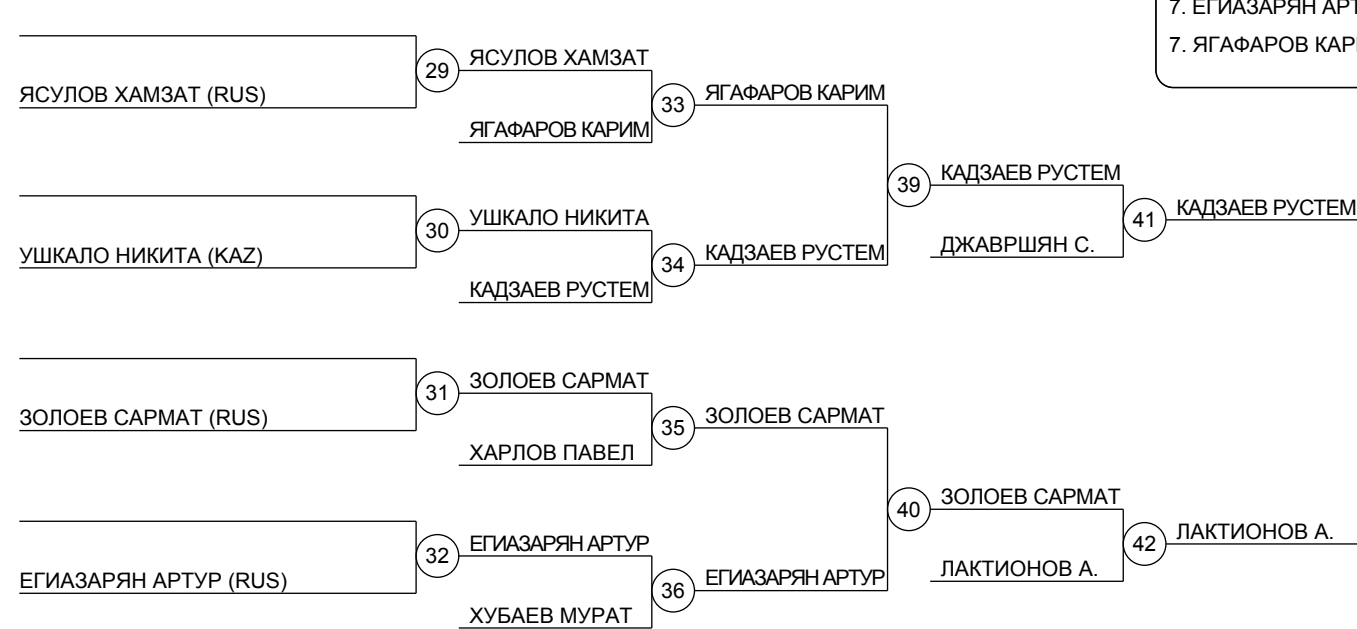 7. ЕГИАЗАРЯН АРТ
7. ЯГАФАРОВ КАР
ЯСУЛОВ ХАМЗАТ (RUS)
29
ЯСУЛОВ ХАМЗАТ
ЯГАФАРОВ КАРИМ
33
ЯГАФАРОВ КАРИМ
УШКАЛО НИКИТА (KAZ)
30
УШКАЛО НИКИТА
КАДЗАЕВ РУСТЕМ
34
КАДЗАЕВ РУСТЕМ
39
КАДЗАЕВ РУСТЕМ
ДЖАВРШЯН С.
41
КАДЗАЕВ РУСТЕМ
ЗОЛОЕВ САРМАТ (RUS)
31
ЗОЛОЕВ САРМАТ
ХАРЛОВ ПАВЕЛ
35
ЗОЛОЕВ САРМАТ
ЕГИАЗАРЯН АРТУР (RUS)
32
ЕГИАЗАРЯН АРТУР
ХУБАЕВ МУРАТ
36
ЕГИАЗАРЯН АРТУР
40
ЗОЛОЕВ САРМАТ
ЛАКТИОНОВ А.
42
ЛАКТИОНОВ А.